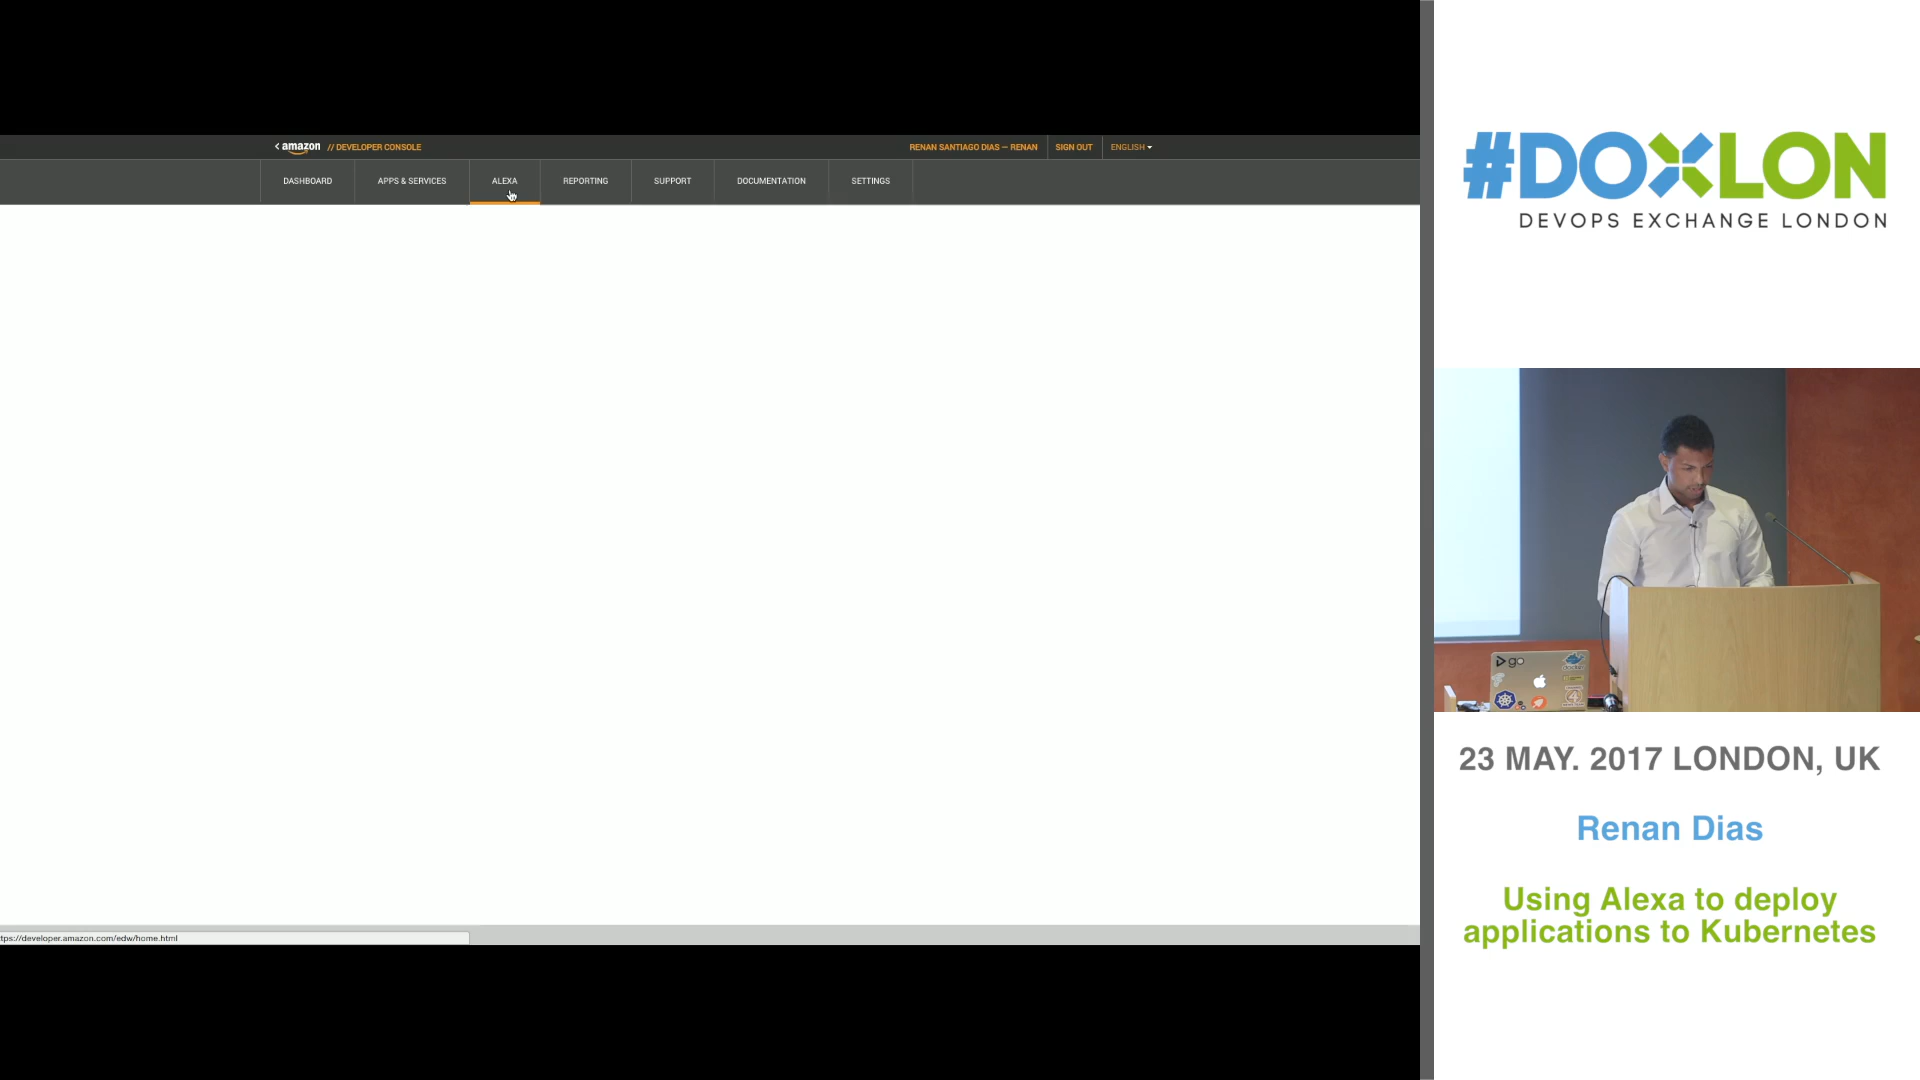 < amazon // DEVELOPER CONSOLE
RENAN SANTIAGO DIAS — RENAN
SIGN OUT
ENGLISH
DASHBOARD
APPS & SERVICES
ALEXA
REPORTING
SUPPORT
DOCUMENTATION
SETTINGS
tps://developer.amazon.com/edw/home.html
#DOXLON
DEVOPS EXCHANGE LONDON
go
23 MAY. 2017 LONDON, UK
Renan Dias
Using Alexa to deploy
applications to Kubernetes